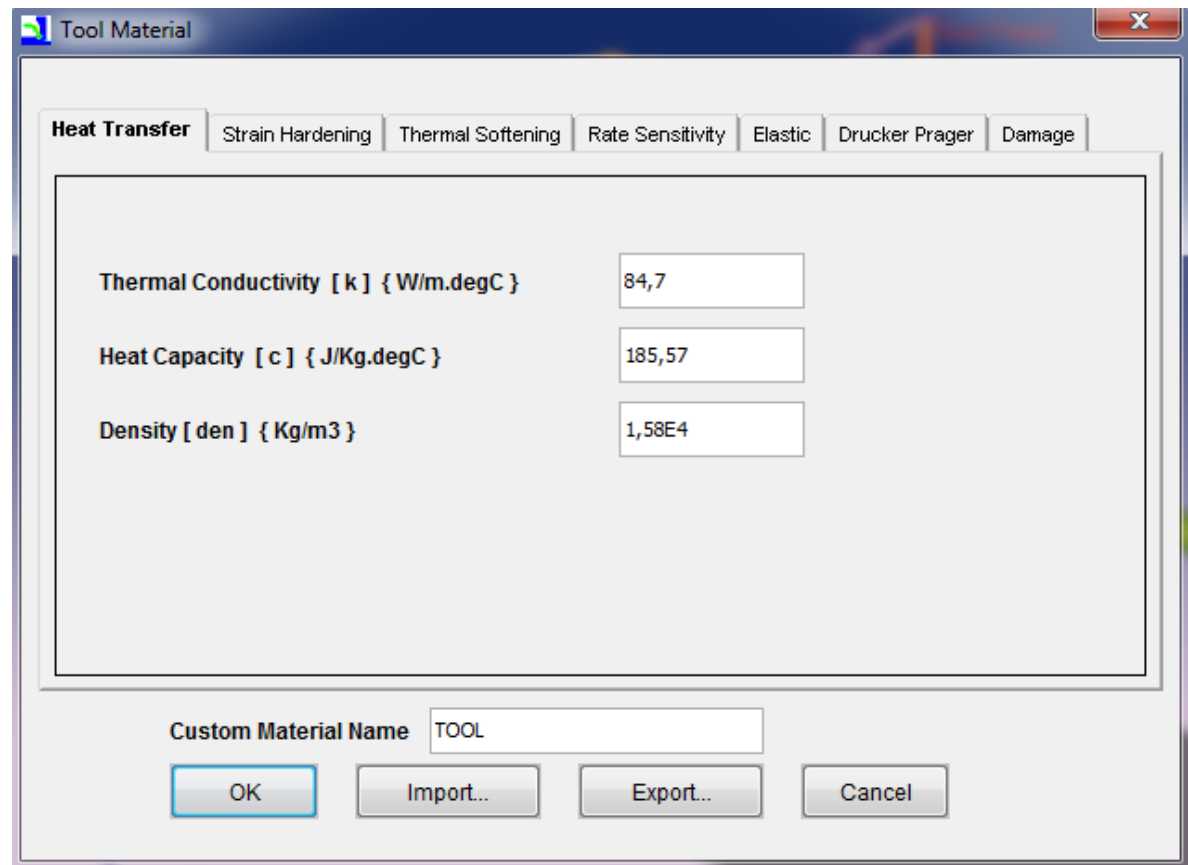 Tool Material
Heat Transfer Strain Hardening Thermal Softening Rate Sensitivity Elastic Drucker Prager Damage
Thermal Conductivity [ k ] { W/m.degC } 84,7
Heat Capacity [ c ] { J/Kg.degC } 185,57
Density [ den ] { Kg/m3 } 1,58E4
Custom Material Name TOOL
OK Import... Export... Cancel